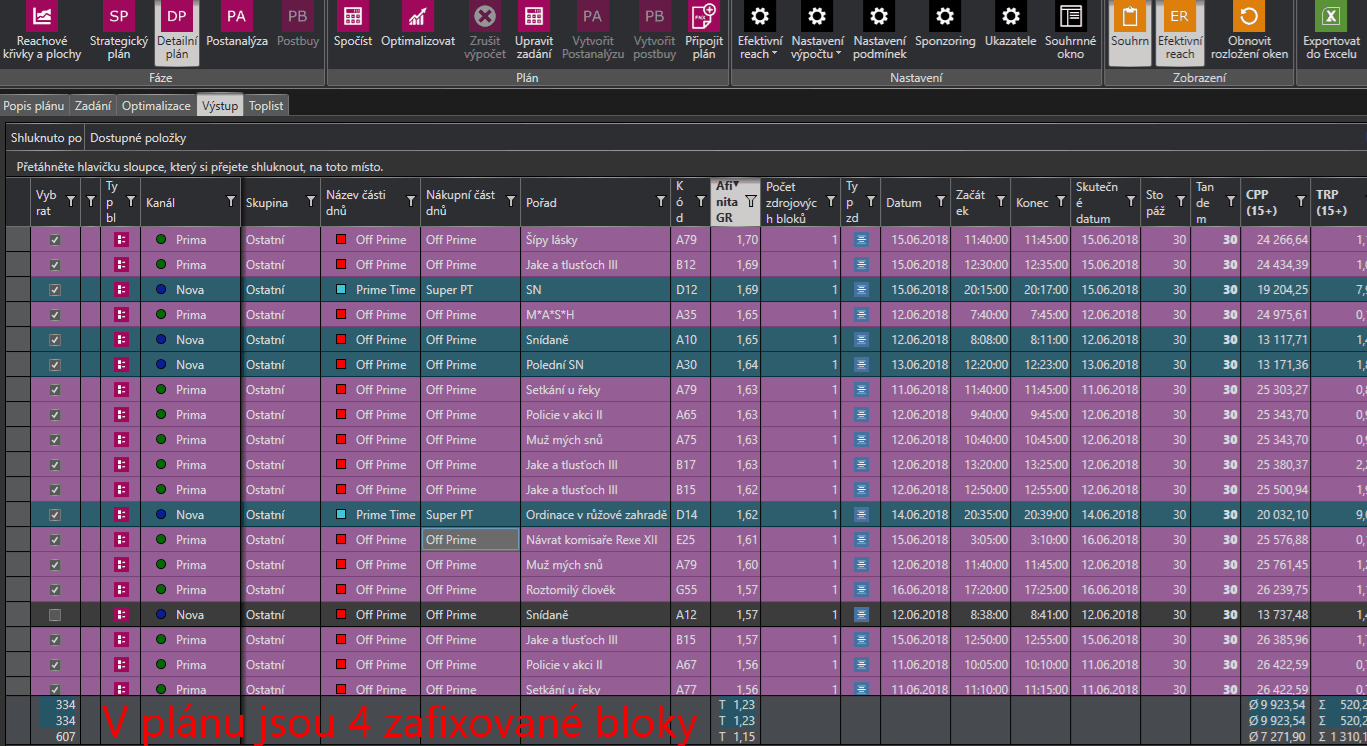 SP DP PA PB PA PB ER
Reachové křivky a plochy Strategický plán Detailní plán Postanalýza Postbuy Spočíst Optimalizovat Zrušit výpočet Upravit zadání Vytvořit Postanalýzu Vytvořit postbuy Připojit plán Efektivní reach Nastavení výpočtu Nastavení podmínek Sponzoring Ukazatele Souhrnné okno Souhrn Efektivní reach Obnovit rozložení oken Exportovat do Excelu
Fáze Plán Nastavení Zobrazení
Popis plánu Zadání Optimalizace Výstup Toplist
Shluknuto po Dostupné položky
Přetáhněte hlavičku sloupce, který si přejete shluknout, na toto místo.
Vyb rat Ty p bl Kanál Skupina Název části dnů Nákupní část dnů Pořad K ó d Afi nita GR Počet zdrojovýc h bloků Ty p zd Datum Začát ek Konec Skutečn é datum Sto páž Tan de m CPP (15+) TRP (15+)
Prima Ostatní Off Prime Off Prime Šípy lásky A79 1,70 1 15.06.2018 11:40:00 11:45:00 15.06.2018 30 30 24 266,64
Prima Ostatní Off Prime Off Prime Jake a tlusťoch III B12 1,69 1 15.06.2018 12:30:00 12:35:00 15.06.2018 30 30 24 434,39
Nova Ostatní Prime Time Super PT SN D12 1,69 1 15.06.2018 20:15:00 20:17:00 15.06.2018 30 30 19 204,25
Prima Ostatní Off Prime Off Prime M*A*S*H A35 1,65 1 12.06.2018 7:40:00 7:45:00 12.06.2018 30 30 24 975,61
Nova Ostatní Off Prime Off Prime Snídaně A10 1,65 1 12.06.2018 8:08:00 8:11:00 12.06.2018 30 30 13 117,71
Nova Ostatní Off Prime Off Prime Polední SN A30 1,64 1 13.06.2018 12:20:00 12:23:00 13.06.2018 30 30 13 171,36
Prima Ostatní Off Prime Off Prime Setkání u řeky A79 1,63 1 11.06.2018 11:40:00 11:45:00 11.06.2018 30 30 25 303,27
Prima Ostatní Off Prime Off Prime Policie v akci II A65 1,63 1 12.06.2018 9:40:00 9:45:00 12.06.2018 30 30 25 343,70
Prima Ostatní Off Prime Off Prime Muž mých snů A75 1,63 1 12.06.2018 10:40:00 10:45:00 12.06.2018 30 30 25 343,70
Prima Ostatní Off Prime Off Prime Jake a tlusťoch III B17 1,63 1 12.06.2018 13:20:00 13:25:00 12.06.2018 30 30 25 380,37
Prima Ostatní Off Prime Off Prime Jake a tlusťoch III B15 1,62 1 12.06.2018 12:50:00 12:55:00 12.06.2018 30 30 25 500,94
Nova Ostatní Prime Time Super PT Ordinace v růžové zahradě D14 1,62 1 14.06.2018 20:35:00 20:39:00 14.06.2018 30 30 20 032,10
Prima Ostatní Off Prime Off Prime Návrat komisaře Rexe XII E25 1,61 1 15.06.2018 3:05:00 3:10:00 16.06.2018 30 30 25 576,88
Prima Ostatní Off Prime Off Prime Muž mých snů A79 1,60 1 12.06.2018 11:40:00 11:45:00 12.06.2018 30 30 25 761,45
Prima Ostatní Off Prime Off Prime Roztomilý člověk G55 1,57 1 16.06.2018 17:20:00 17:25:00 16.06.2018 30 30 26 239,75
Nova Ostatní Off Prime Off Prime Snídaně A12 1,57 1 12.06.2018 8:38:00 8:41:00 12.06.2018 30 30 13 737,48
Prima Ostatní Off Prime Off Prime Jake a tlusťoch III B15 1,57 1 15.06.2018 12:50:00 12:55:00 15.06.2018 30 30 26 385,96
Prima Ostatní Off Prime Off Prime Policie v akci II A67 1,56 1 11.06.2018 10:05:00 10:10:00 11.06.2018 30 30 26 422,59
Prima Ostatní Off Prime Off Prime Setkání u řeky A77 1,56 1 11.06.2018 11:10:00 11:15:00 11.06.2018 30 30 26 422,59
334 T 1,23 Ø 9 923,54 Σ 520,2
334 T 1,23 Ø 9 923,54 Σ 520,2
607 T 1,15 Ø 7 271,90 Σ 1 310,1
V plánu jsou 4 zafixované bloky